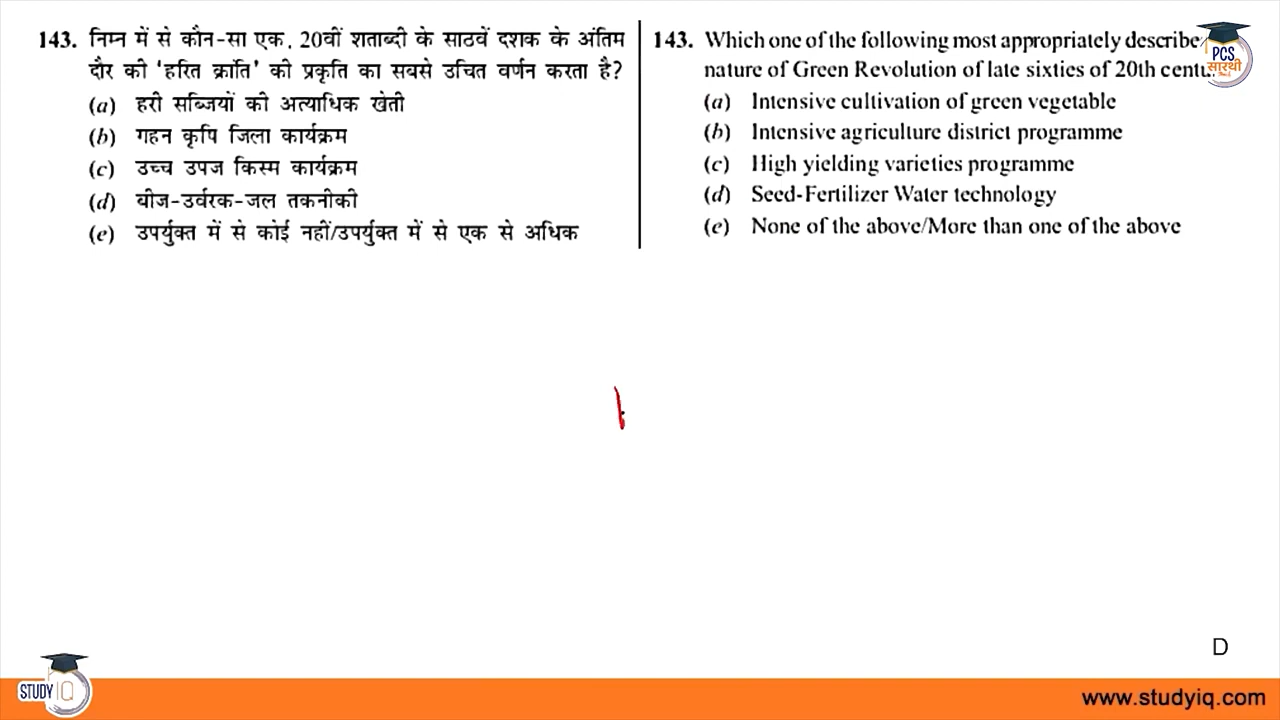 143. निम्न में से कौन-सा एक, 20वीं शताब्दी के साठवें दशक के अंतिम
दौर की 'हरित क्रांति' की प्रकृति का सबसे उचित वर्णन करता है?
(a) हरी सब्जियों की अत्याधिक खेती
(b) गहन कृषि जिला कार्यक्रम
(c) उच्च उपज किस्म कार्यक्रम
(d) बीज-उर्वरक-जल तकनीकी
(e) उपर्युक्त में से कोई नहीं/उपर्युक्त में से एक से अधिक
143. Which one of the following most appropriately describe
nature of Green Revolution of late sixties of 20th centu
(a) Intensive cultivation of green vegetable
(b) Intensive agriculture district programme
(c) High yielding varieties programme
(d) Seed-Fertilizer Water technology
(e) None of the above/More than one of the above
PCS
सारथी
D
STUDY IQ
www.studyiq.com